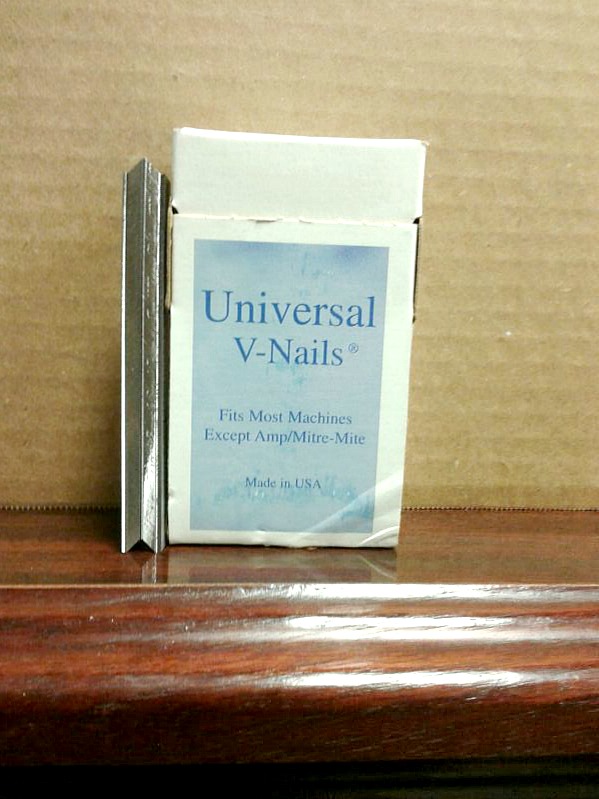 Universal
V-Nails®
Fits Most Machines
Except Amp/Mitre-Mite
Made in USA